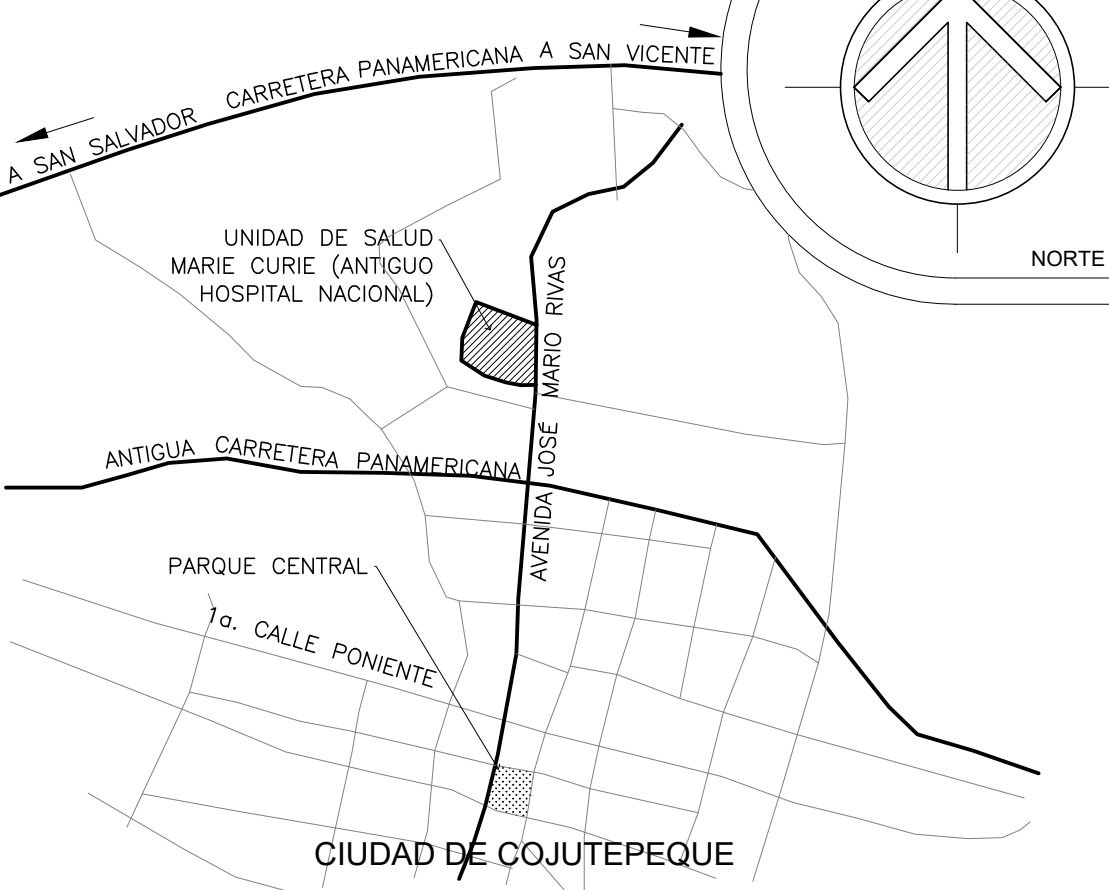 CARRETERA PANAMERICANA A SAN VICENTE
A SAN SALVADOR
UNIDAD DE SALUD
MARIE CURIE (ANTIGUO
HOSPITAL NACIONAL)
NORTE
AVENIDA JOSÉ MARIO RIVAS
ANTIGUA CARRETERA PANAMERICANA
PARQUE CENTRAL
1a. CALLE PONIENTE
CIUDAD DE COJUTEPEQUE